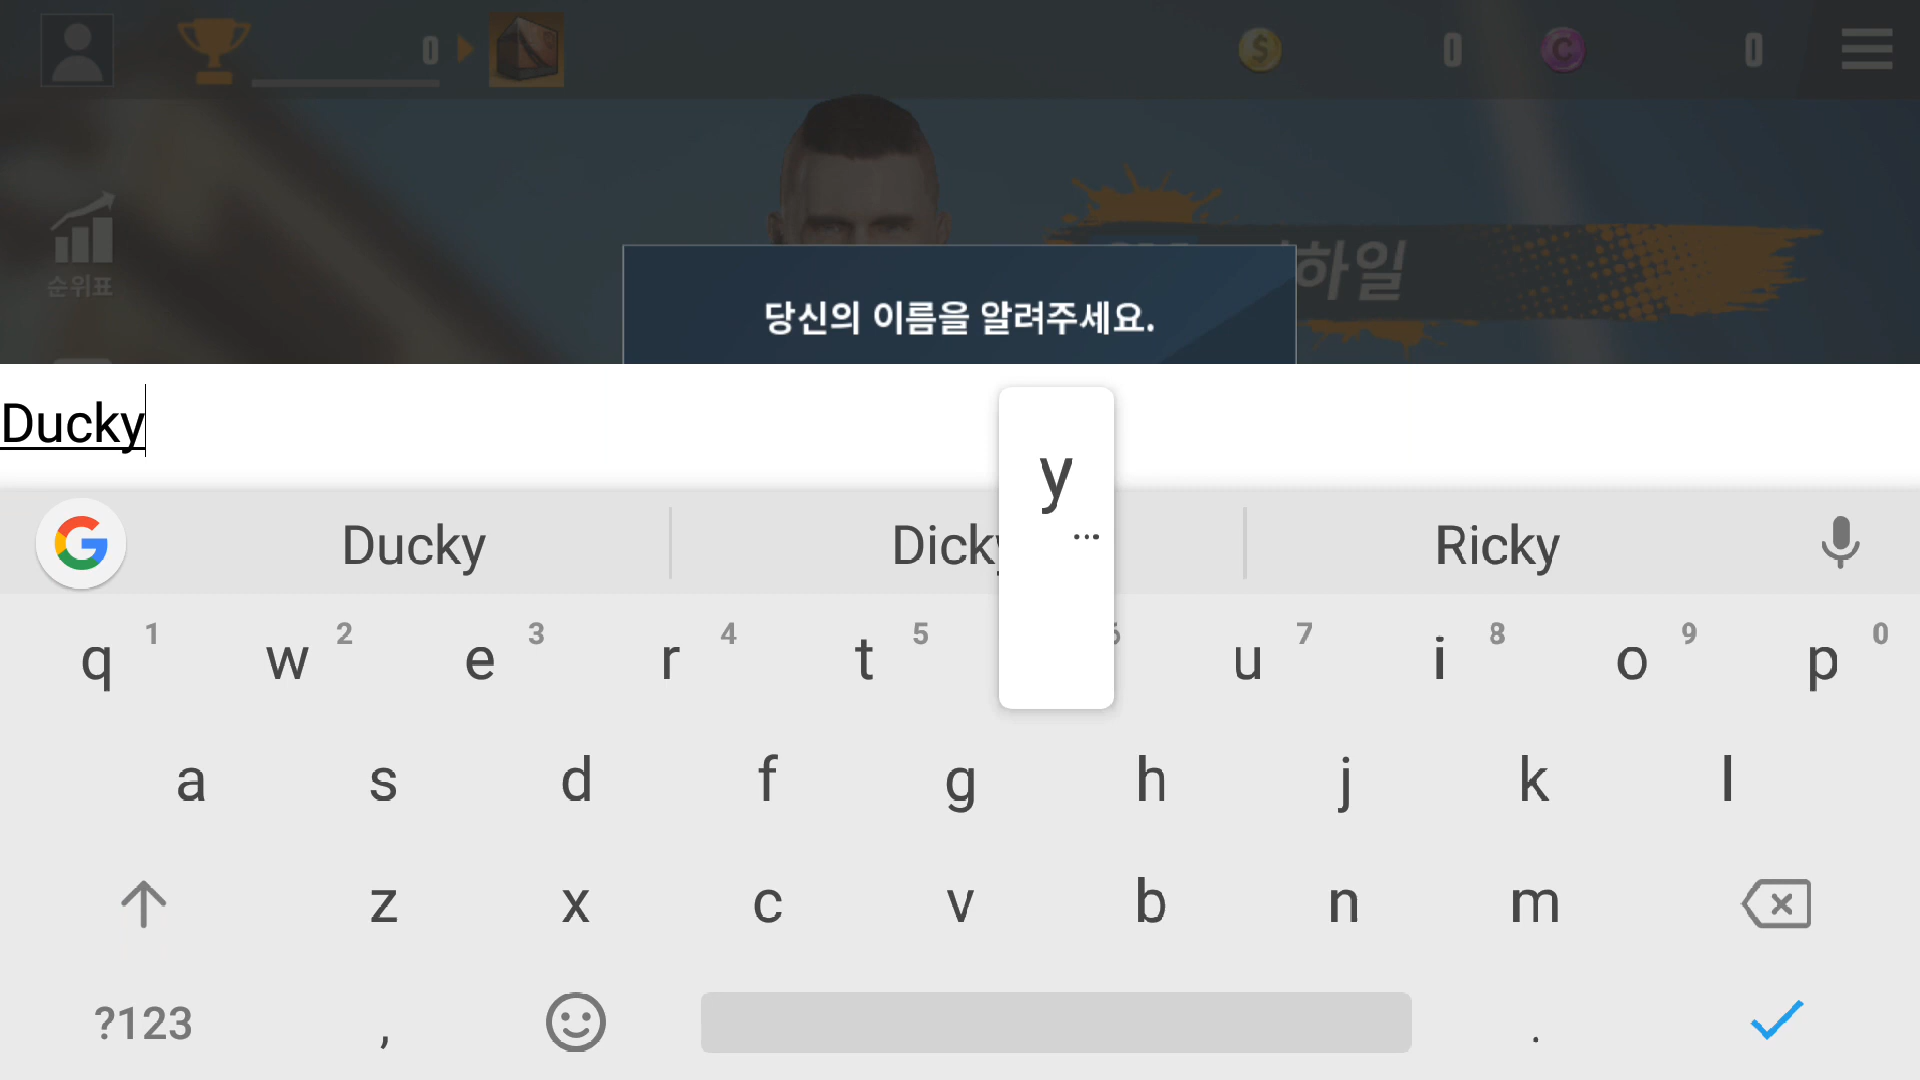 0
0
0
순위표
하일
당신의 이름을 알려주세요.
Ducky
y
...
Ducky
Ricky
1 2 3 4 5 7 8 9 0
q w e r t u i o p
a s d f g h j k l
z x c v b n m
?123 , .